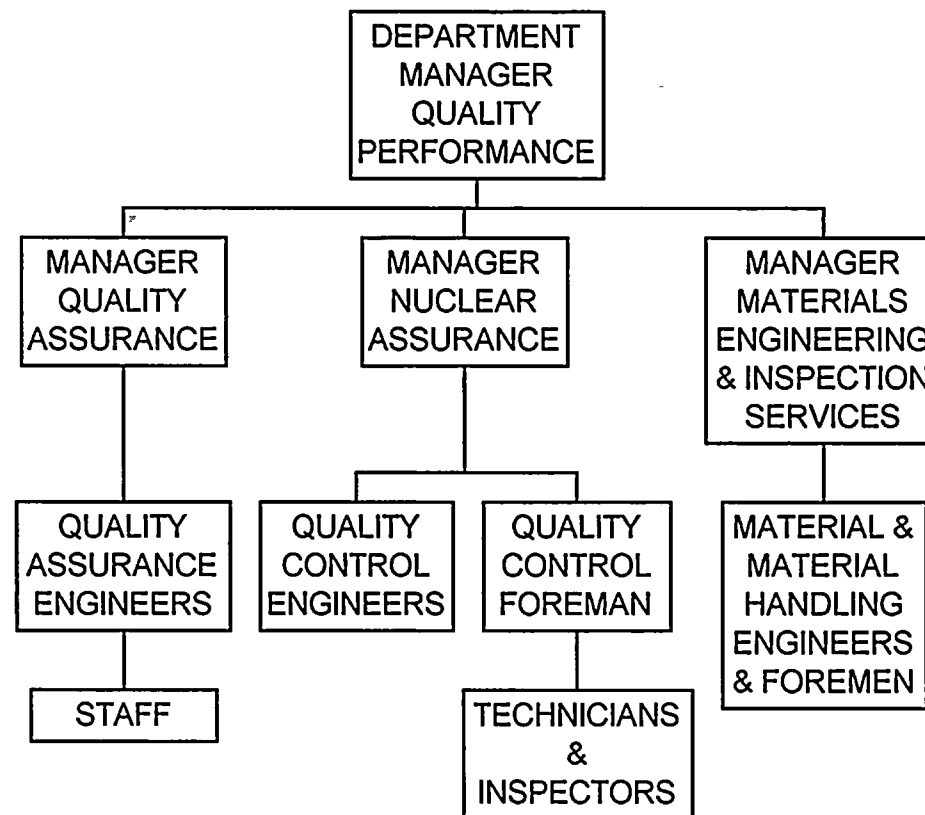 DEPARTMENT
MANAGER
QUALITY
PERFORMANCE
MANAGER
QUALITY
ASSURANCE
MANAGER
NUCLEAR
ASSURANCE
MANAGER
MATERIALS
ENGINEERING
& INSPECTION
SERVICES
QUALITY
ASSURANCE
ENGINEERS
QUALITY
CONTROL
ENGINEERS
QUALITY
CONTROL
FOREMAN
MATERIAL &
MATERIAL
HANDLING
ENGINEERS
& FOREMEN
STAFF
TECHNICIANS
&
INSPECTORS